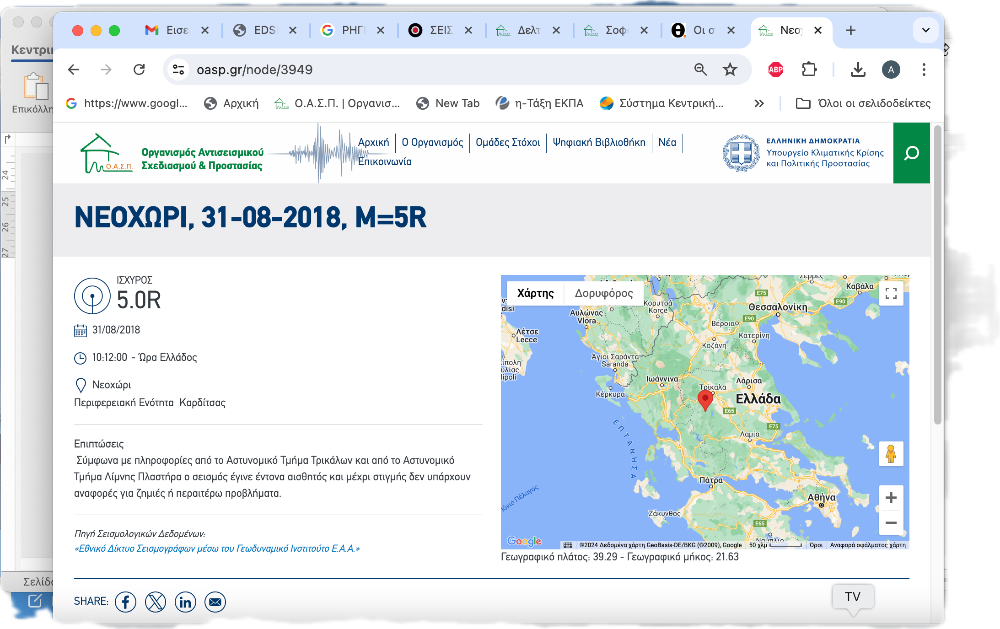 Κεντρι
Επικόλλη
Εισε
EDS
ΡΗΓ
ΣΕΙΣ
Δελτ
Σοφ
Οι σ
Νεο
oasp.gr/node/3949
ABP
A
https://www.googl...
Αρχική
Ο.Α.Σ.Π. | Οργανισ...
New Tab
η-Τάξη ΕΚΠΑ
Σύστημα Κεντρική...
Όλοι οι σελιδοδείκτες
Ο.Α.Σ.Π.
Οργανισμός Αντισεισμικού
Σχεδιασμού & Προστασίας
Αρχική
Ο Οργανισμός
Ομάδες Στόχοι
Ψηφιακή Βιβλιοθήκη
Νέα
Επικοινωνία
ΕΛΛΗΝΙΚΗ ΔΗΜΟΚΡΑΤΙΑ
Υπουργείο Κλιματικής Κρίσης
και Πολιτικής Προστασίας
24
25
26
27
ΝΕΟΧΩΡΙ, 31-08-2018, M=5R
ΙΣΧΥΡΟΣ
5.0R
31/08/2018
10:12:00 - Ώρα Ελλάδος
Νεοχώρι
Περιφερειακή Ενότητα Καρδίτσας
Επιπτώσεις
Σύμφωνα με πληροφορίες από το Αστυνομικό Τμήμα Τρικάλων και από το Αστυνομικό
Τμήμα Λίμνης Πλαστήρα ο σεισμός έγινε έντονα αισθητός και μέχρι στιγμής δεν υπάρχουν
αναφορές για ζημιές ή περαιτέρω προβλήματα.
Πηγή Σεισμολογικών Δεδομένων:
«Εθνικό Δίκτυο Σεισμογράφων μέσω του Γεωδυναμικό Ινστιτούτο Ε.Α.Α.»
Χάρτης
Δορυφόρος
Σέρρες
Καβάλα
E75
E90
Θεσσαλονίκη
Κορυτσά
Korçë
disi
Αυλώνας
Vlora
E90
Βέροια
Λέτσε
Lecce
Κατερίνη
Κοζάνη
Άγιοι Σαράντα
Saranda
ίπολη
υλίας
lipoli
Ιωάννινα
Λάρισα
Τρίκαλα
Κέρκυρα
Ελλάδα
E65
ΕΠΤΑΝΗΣΑ
E75
Λαμία
Πάτρα
Ιόνιο Πέλαγος
Αθήνα
Ζάκυνθος
E65
Ναύπλιο
Google
©2024 Δεδομένα χάρτη GeoBasis-DE/BKG (©2009), Google
50 χλμ
Όροι
Αναφορά σφάλματος χάρτη
Γεωγραφικό πλάτος: 39.29 - Γεωγραφικό μήκος: 21.63
Σελίδα
SHARE:
TV